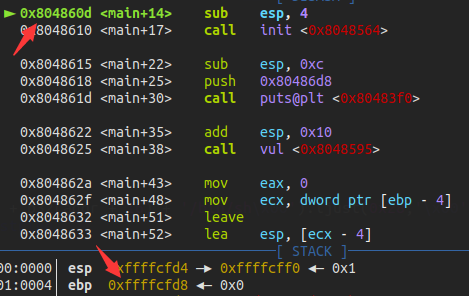 ► 0x804860d <main+14> sub esp, 4
0x8048610 <main+17> call init <0x8048564>
0x8048615 <main+22> sub esp, 0xc
0x8048618 <main+25> push 0x80486d8
0x804861d <main+30> call puts@plt <0x80483f0>
0x8048622 <main+35> add esp, 0x10
0x8048625 <main+38> call vul <0x8048595>
0x804862a <main+43> mov eax, 0
0x804862f <main+48> mov ecx, dword ptr [ebp - 4]
0x8048632 <main+51> leave
0x8048633 <main+52> lea esp, [ecx - 4]
[ STACK ]
00:0000│ esp 0xffffcfd4 —▸ 0xffffcff0 ◂— 0x1
01:0004│ ebp 0xffffcfd8 ◂— 0x0